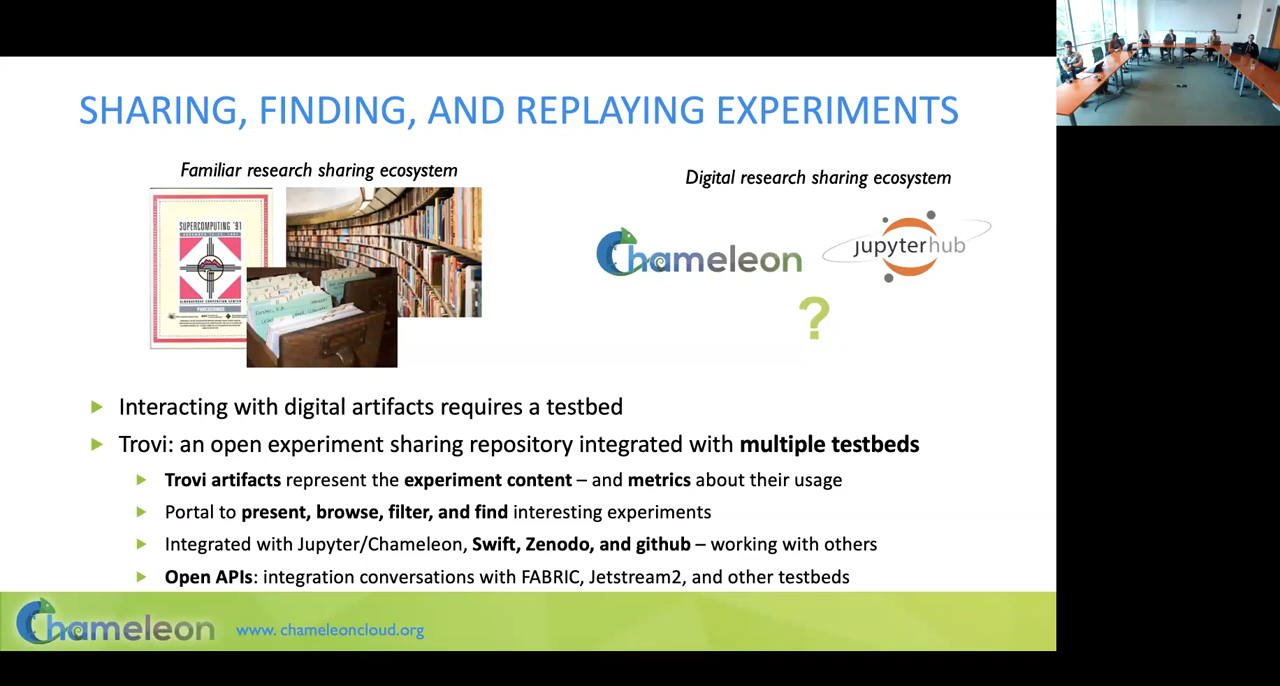 SHARING, FINDING, AND REPLAYING EXPERIMENTS
Familiar research sharing ecosystem
Digital research sharing ecosystem
SUPERCOMPUTING '91
ALBUQUERQUE CONVENTION CENTER
PROCEEDINGS
Chameleon
jupyterhub
?
Interacting with digital artifacts requires a testbed
Trovi: an open experiment sharing repository integrated with multiple testbeds
Trovi artifacts represent the experiment content – and metrics about their usage
Portal to present, browse, filter, and find interesting experiments
Integrated with Jupyter/Chameleon, Swift, Zenodo, and github – working with others
Open APIs: integration conversations with FABRIC, Jetstream2, and other testbeds
Chameleon
www. chameleoncloud.org